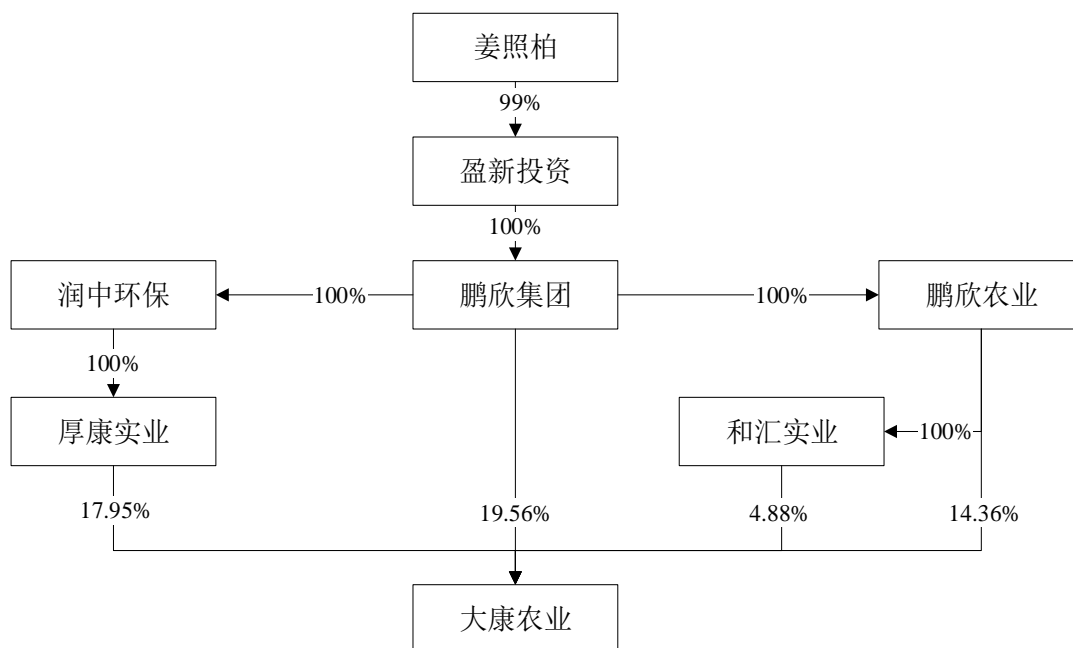 姜照柏
99%
盈新投资
100%
润中环保
100%
鹏欣集团
100%
鹏欣农业
100%
厚康实业
和汇实业
100%
17.95%
19.56%
4.88%
14.36%
大康农业